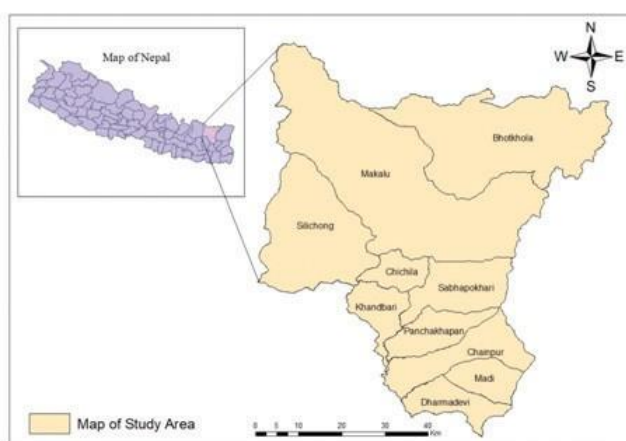 Map of Nepal
N
W E
S
Bhotkhola
Makalu
Silichong
Chichila
Sabhapokhari
Khandbari
Panchakhapan
Chainpur
Madi
Dharmadevi
Map of Study Area
0 5 10 20 30 40
Km